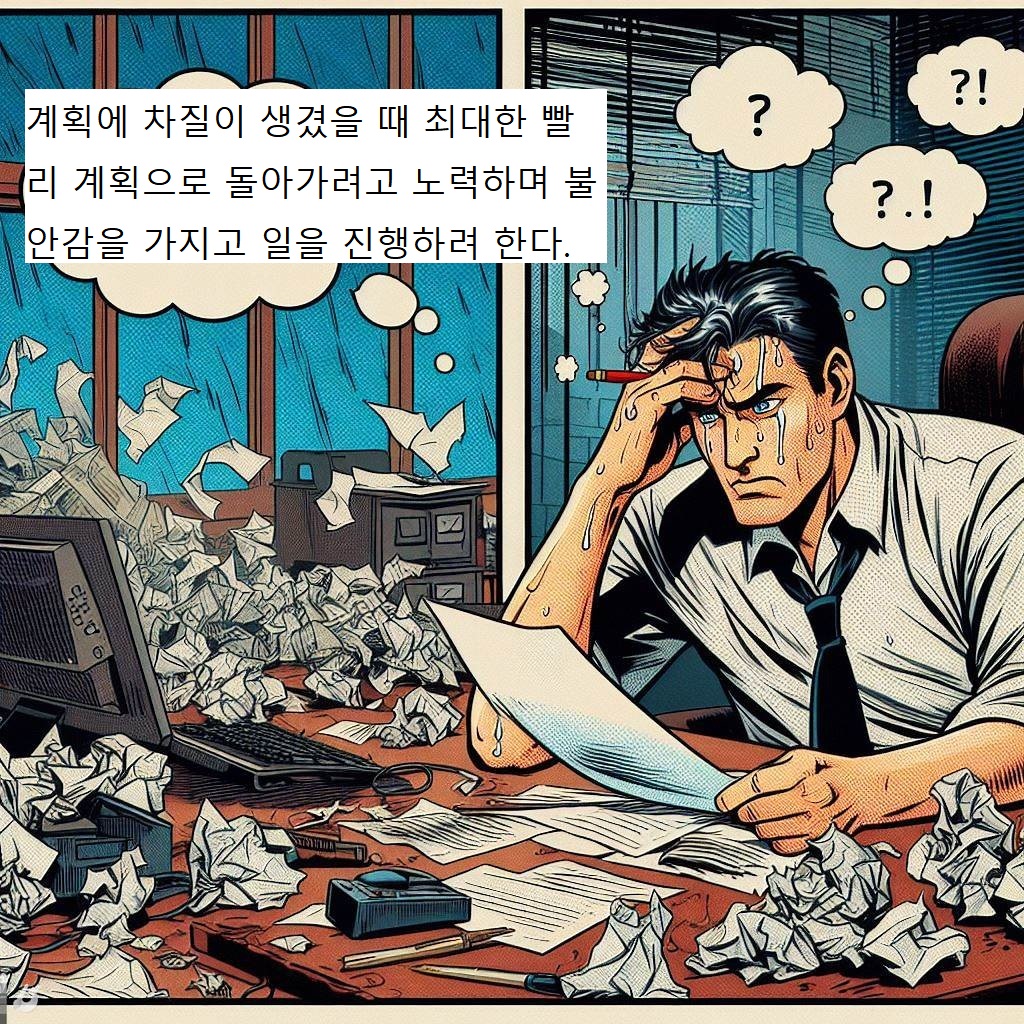 계획에 차질이 생겼을 때 최대한 빨
리 계획으로 돌아가려고 노력하며 불
안감을 가지고 일을 진행하려 한다.
?
?!
?.!